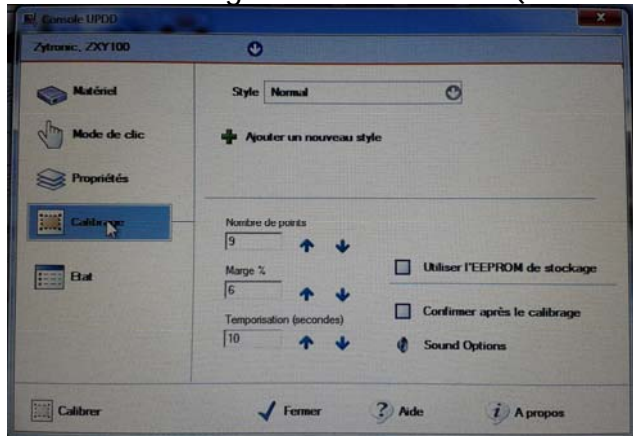 Console UPDD
Zytronic, ZXY100
Matériel
Mode de clic
Propriétés
Calibrage
Etat
Style Normal
Ajouter un nouveau style
Nombre de points
9
Marge %
6
Temporisation (secondes)
10
Utiliser l'EEPROM de stockage
Confirmer après le calibrage
Sound Options
Calibrer
Fermer
? Aide
i A propos